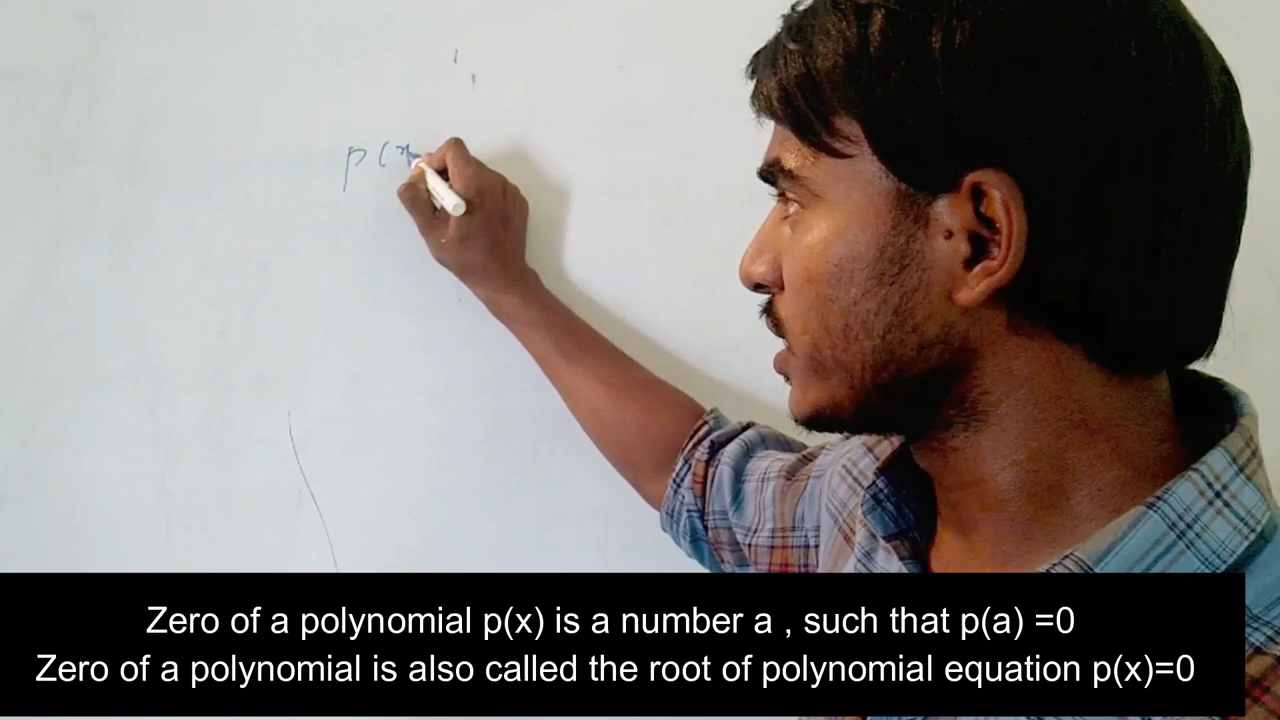 p(x
Zero of a polynomial p(x) is a number a , such that p(a) =0
Zero of a polynomial is also called the root of polynomial equation p(x)=0